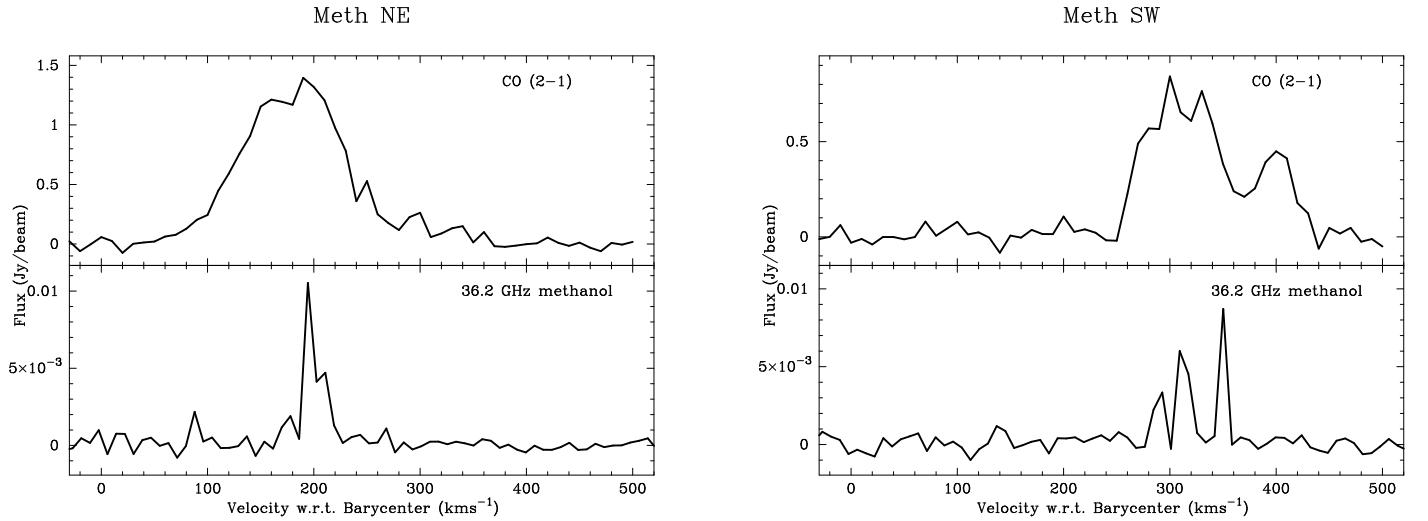 Meth NE
CO (2−1)
1.5
1
0.5
0
Flux (Jy/beam)
36.2 GHz methanol
0.01
5×10⁻³
0
0 100 200 300 400 500
Velocity w.r.t. Barycenter (kms⁻¹)
Meth SW
CO (2−1)
0.5
0
Flux (Jy/beam)
36.2 GHz methanol
0.01
5×10⁻³
0
0 100 200 300 400 500
Velocity w.r.t. Barycenter (kms⁻¹)